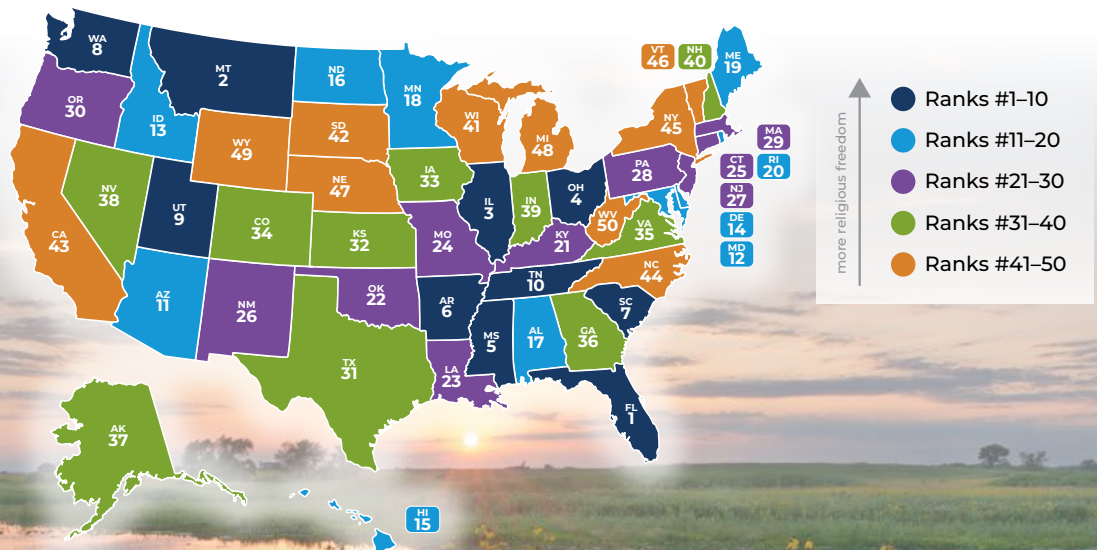 WA
8
MT
2
ND
16
MN
18
VT
46
NH
40
ME
19
OR
30
ID
13
WY
49
SD
42
WI
41
MI
48
NY
45
MA
29
CT
25
RI
20
NJ
27
DE
14
MD
12
NV
38
UT
9
CO
34
NE
47
IA
33
IL
3
IN
39
OH
4
PA
28
WV
50
VA
35
CA
43
KS
32
MO
24
KY
21
NC
44
AZ
11
NM
26
OK
22
AR
6
TN
10
SC
7
TX
31
LA
23
MS
5
AL
17
GA
36
FL
1
AK
37
HI
15
more religious freedom
Ranks #1–10
Ranks #11–20
Ranks #21–30
Ranks #31–40
Ranks #41–50